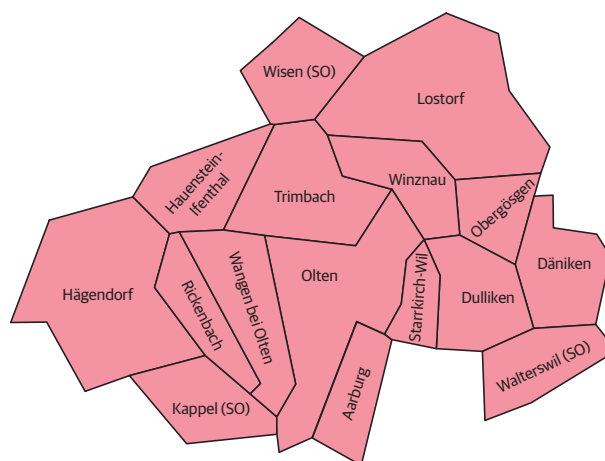 Wisen (SO)
Lostorf
Hauenstein-
Ifenthal
Trimbach
Winznau
Obergösgen
Hägendorf
Rickenbach
Wangen bei Olten
Olten
Starrkirch-Wil
Dulliken
Däniken
Walterswil (SO)
Aarburg
Kappel (SO)